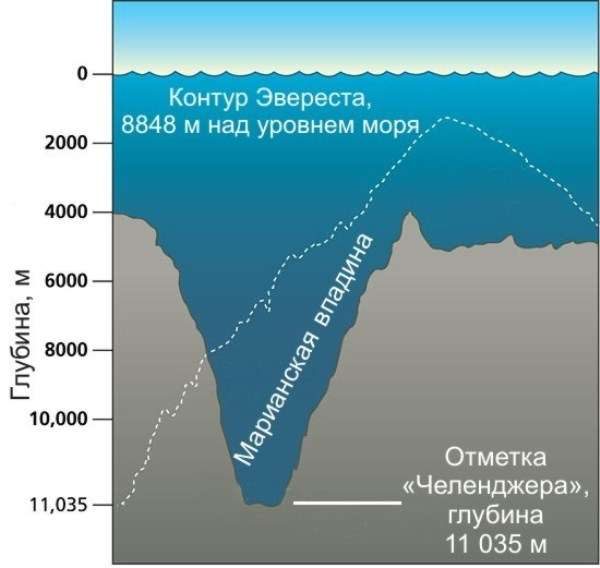 0
Контур Эвереста,
8848 м над уровнем моря
2000
4000
6000
8000
10,000
11,035
Глубина, м
Марианская впадина
Отметка
«Челенджера»,
глубина
11 035 м